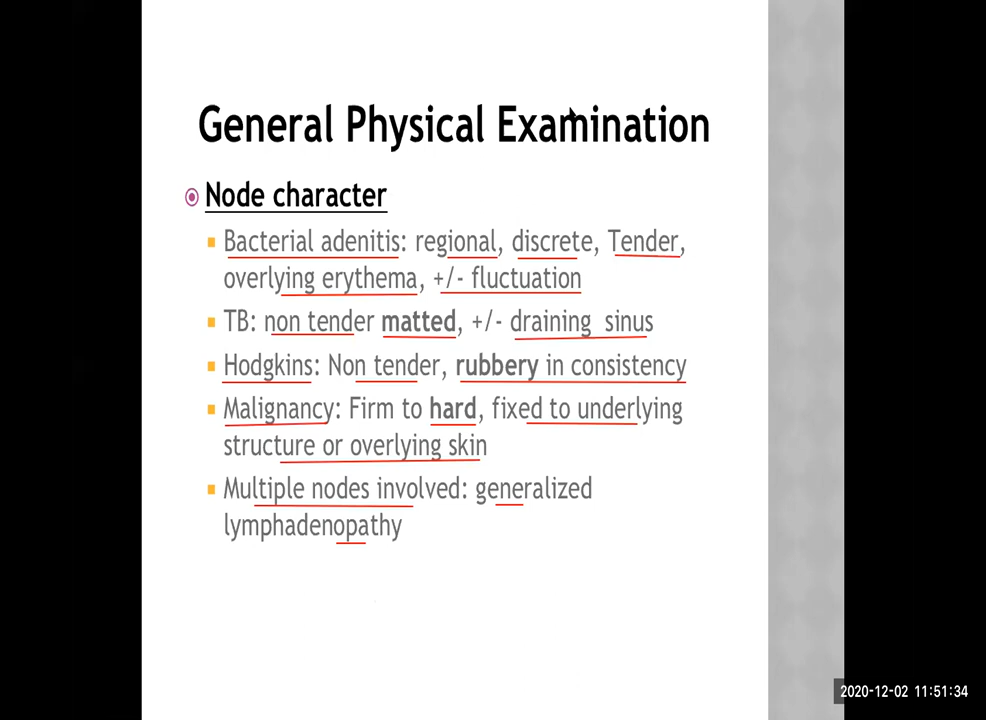 General Physical Examination
Node character
Bacterial adenitis: regional, discrete, Tender,
overlying erythema, +/- fluctuation
TB: non tender matted, +/- draining sinus
Hodgkins: Non tender, rubbery in consistency
Malignancy: Firm to hard, fixed to underlying
structure or overlying skin
Multiple nodes involved: generalized
lymphadenopathy
2020-12-02 11:51:34